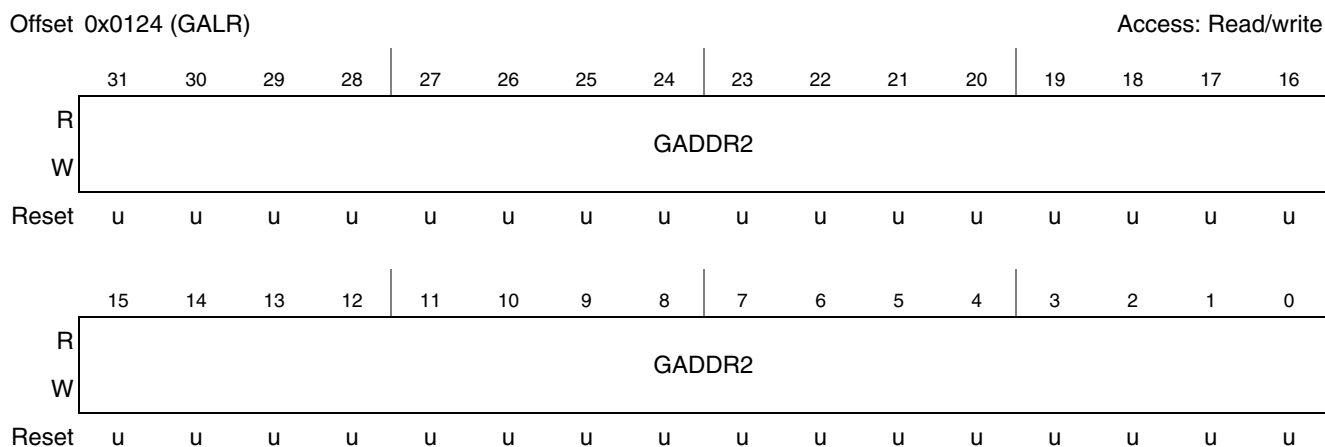 Offset 0x0124 (GALR) Access: Read/write
31 30 29 28 27 26 25 24 23 22 21 20 19 18 17 16
R
GADDR2
W
Reset u u u u u u u u u u u u u u u u
15 14 13 12 11 10 9 8 7 6 5 4 3 2 1 0
R
GADDR2
W
Reset u u u u u u u u u u u u u u u u